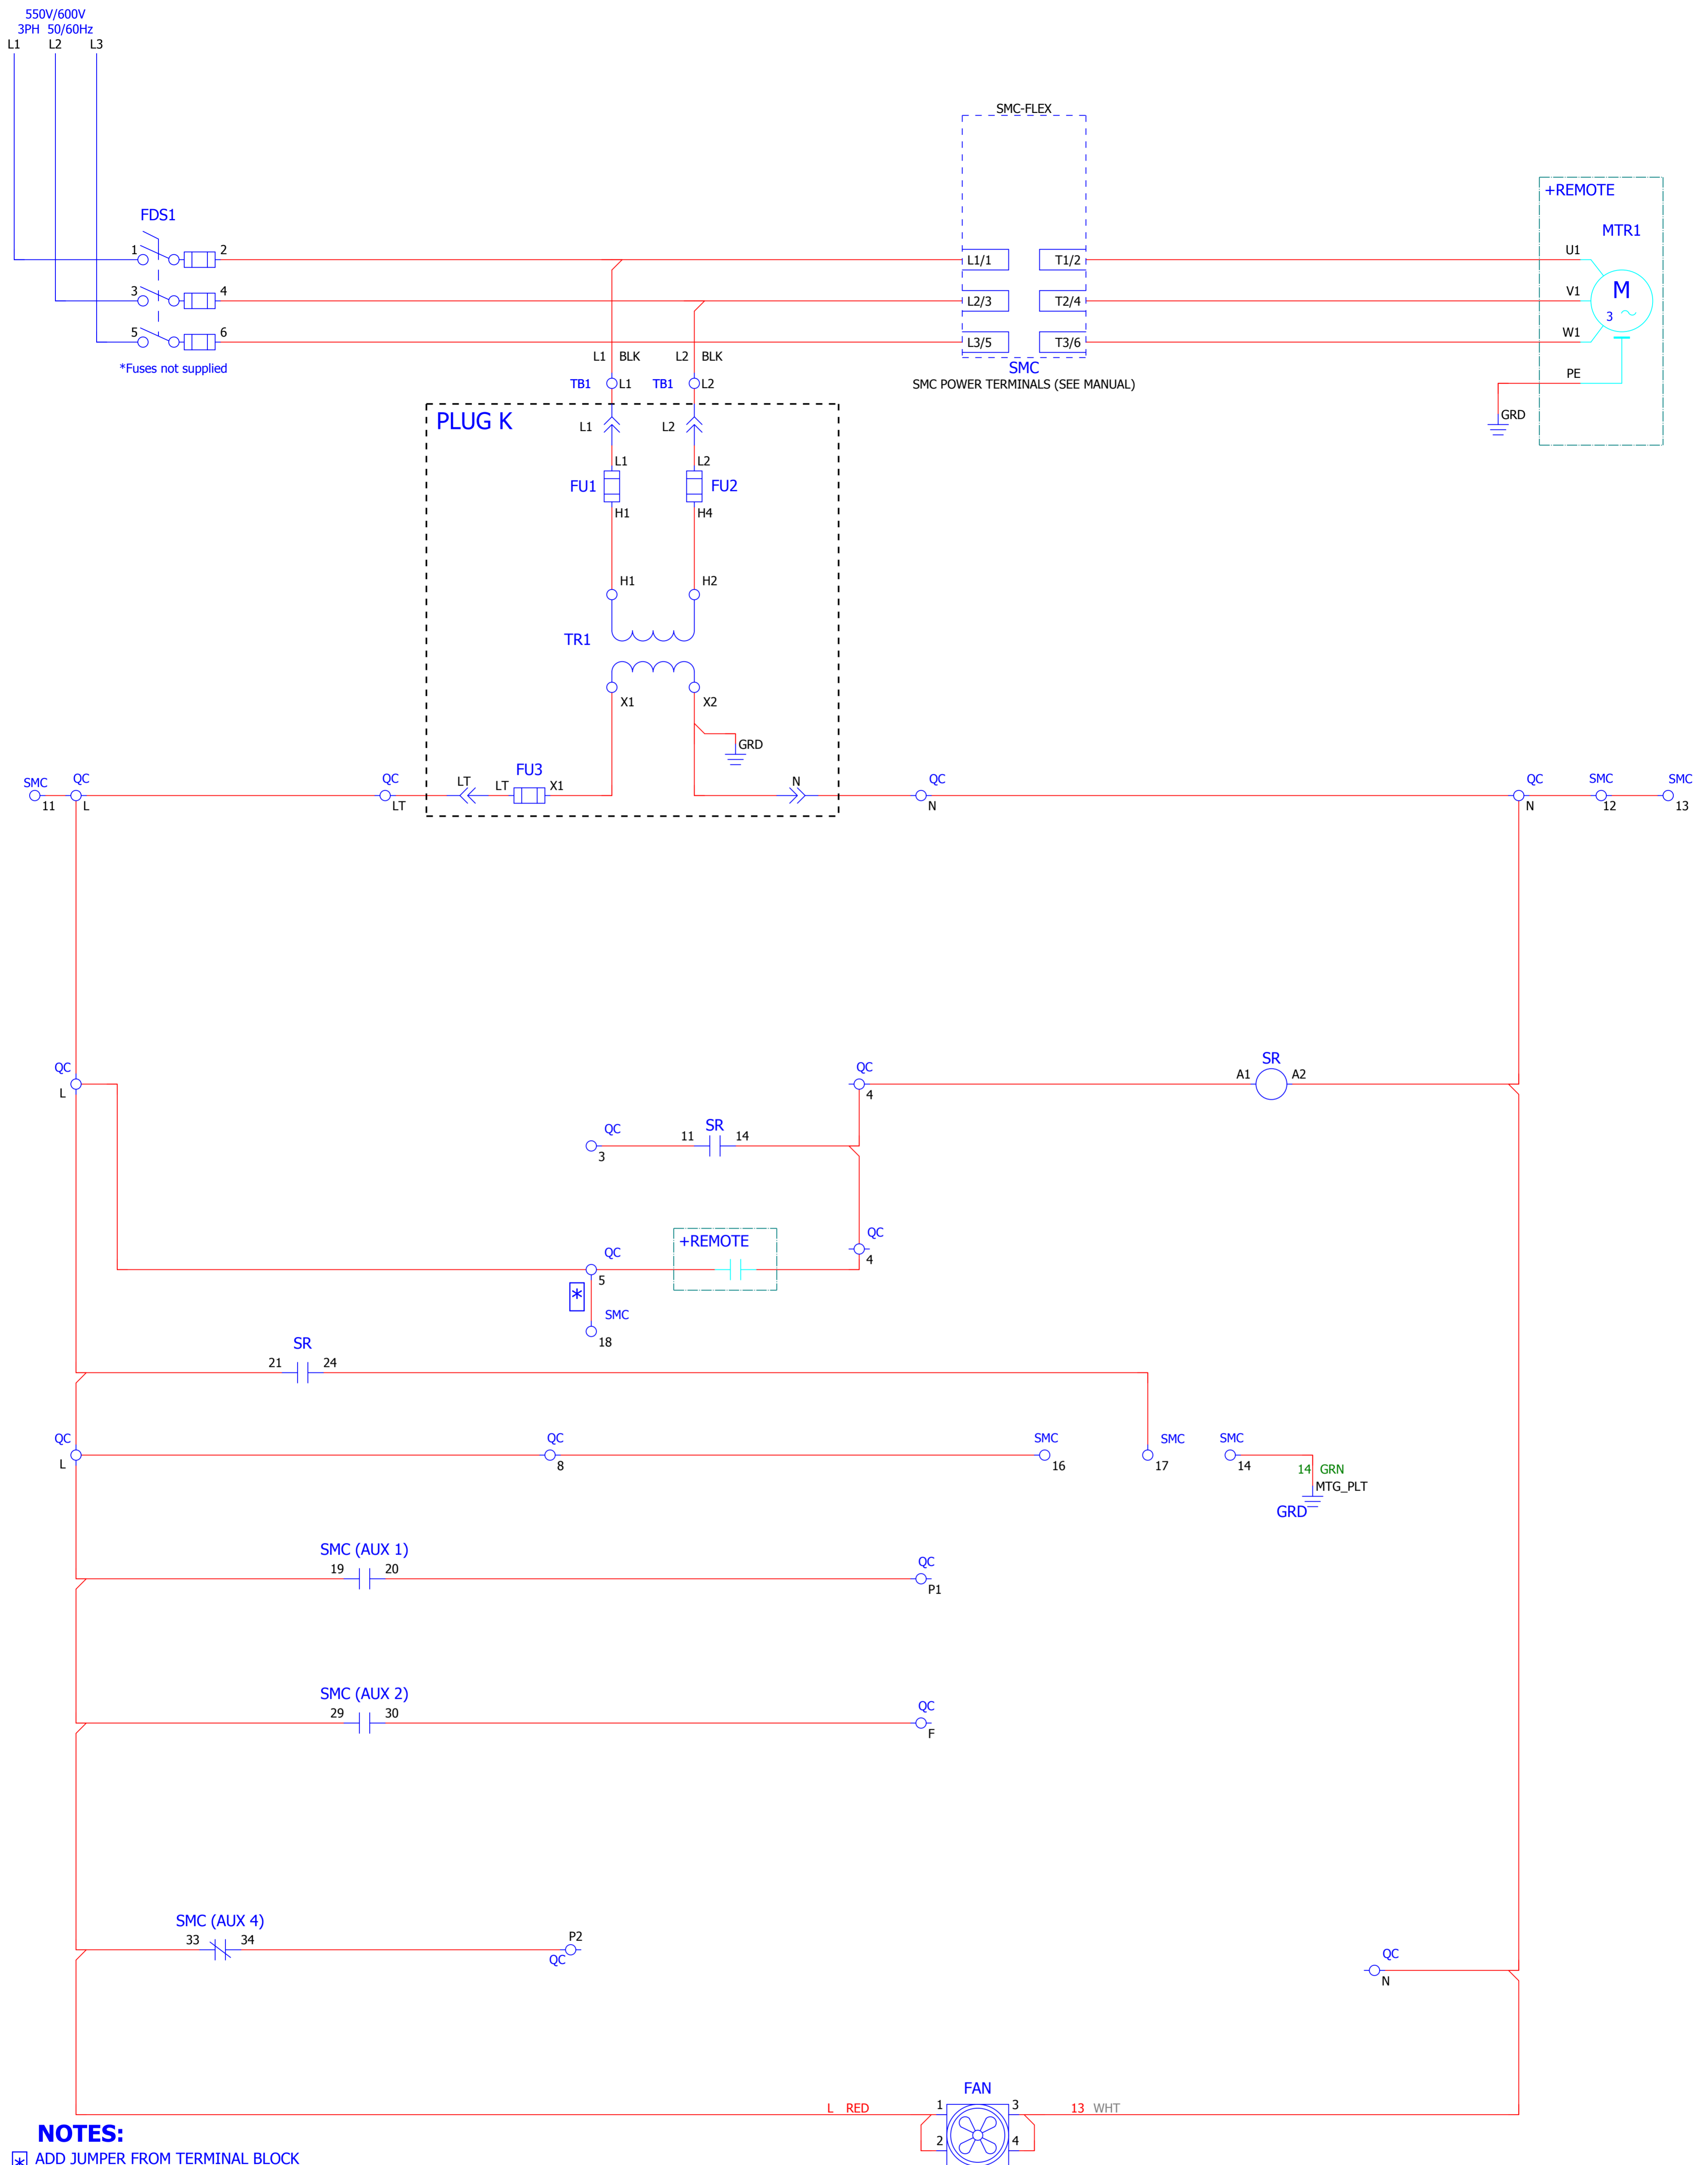 550V/600V
3PH 50/60Hz
L1 L2 L3
SMC-FLEX
+REMOTE
FDS1
MTR1
1 2
L1/1 T1/2
U1
3 4
L2/3 T2/4
V1
M
3
5 6
L3/5 T3/6
W1
*Fuses not supplied
L1 BLK L2 BLK
SMC
SMC POWER TERMINALS (SEE MANUAL)
PE
TB1 L1 TB1 L2
GRD
PLUG K
L1 L2
L1 L2
FU1 FU2
H1 H4
H1 H2
TR1
X1 X2
GRD
SMC QC QC LT LT FU3 X1 N QC QC SMC SMC
11 L LT N N 12 13
QC QC SR
L 4 A1 A2
QC SR
3 11 14
+REMOTE QC
4
QC
5
*
SMC
18
SR
21 24
QC QC SMC SMC SMC
L 8 16 17 14
14 GRN
MTG_PLT
GRD
SMC (AUX 1)
19 20 QC
P1
SMC (AUX 2)
29 30 QC
F
SMC (AUX 4)
33 34 P2
QC
QC
N
FAN
L RED 1 3 13 WHT
2 4
NOTES:
* ADD JUMPER FROM TERMINAL BLOCK